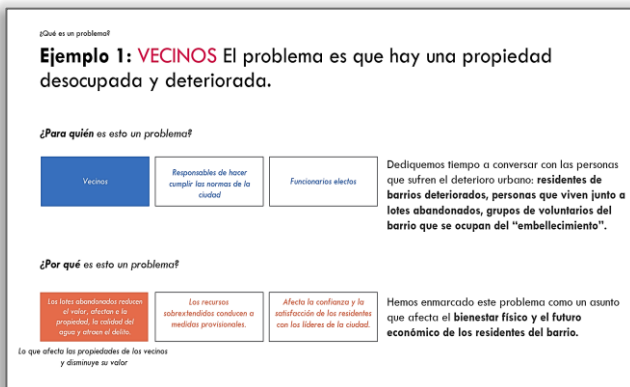 ¿Qué es un problema?
Ejemplo 1: VECINOS El problema es que hay una propiedad
desocupada y deteriorada.
¿Para quién es esto un problema?
Vecinos
Responsables de hacer
cumplir las normas de la
ciudad
Funcionarios electos
Dediquemos tiempo a conversar con las personas
que sufren el deterioro urbano: residentes de
barrios deteriorados, personas que viven junto a
lotes abandonados, grupos de voluntarios del
barrio que se ocupan del “embellecimiento”.
¿Por qué es esto un problema?
Los lotes abandonados reducen
el valor, afectan a la
propiedad, la calidad del
agua y atraen el delito.
Los recursos
sobrextendidos conducen a
medidas provisionales.
Afecta la confianza y la
satisfacción de los residentes
con los líderes de la ciudad.
Hemos enmarcado este problema como un asunto
que afecta el bienestar físico y el futuro
económico de los residentes del barrio.
Lo que afecta las propiedades de los vecinos
y disminuye su valor